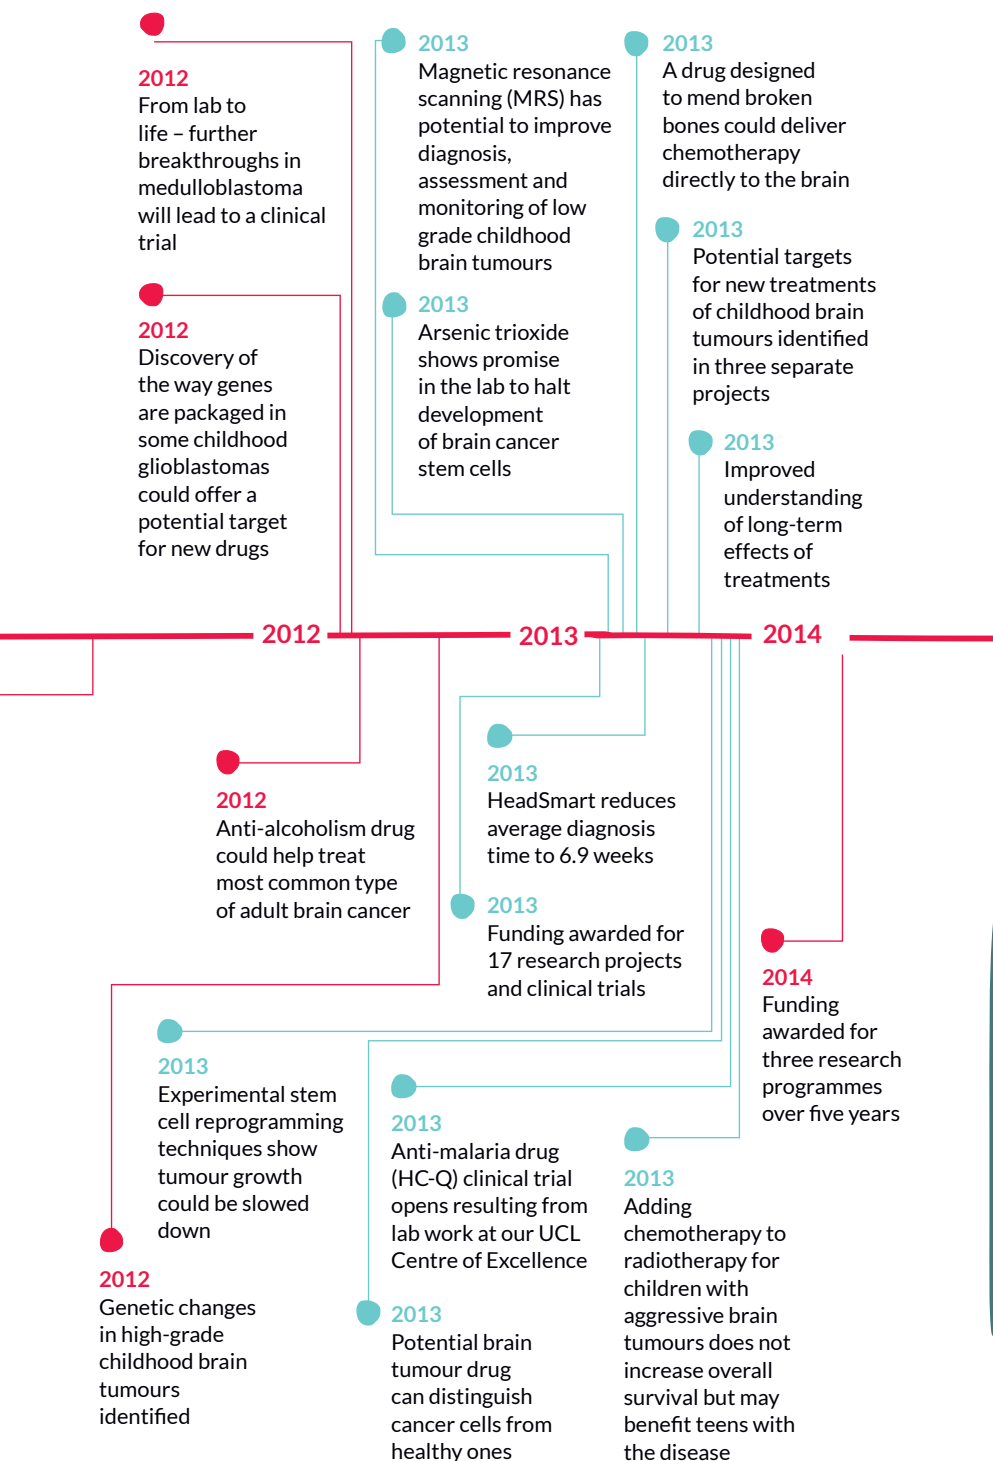 2012
From lab to
life – further
breakthroughs in
medulloblastoma
will lead to a clinical
trial
2012
Discovery of
the way genes
are packaged in
some childhood
glioblastomas
could offer a
potential target
for new drugs
2013
Magnetic resonance
scanning (MRS) has
potential to improve
diagnosis,
assessment and
monitoring of low
grade childhood
brain tumours
2013
Arsenic trioxide
shows promise
in the lab to halt
development
of brain cancer
stem cells
2013
A drug designed
to mend broken
bones could deliver
chemotherapy
directly to the brain
2013
Potential targets
for new treatments
of childhood brain
tumours identified
in three separate
projects
2013
Improved
understanding
of long-term
effects of
treatments
2012
2013
2014
2012
Anti-alcoholism drug
could help treat
most common type
of adult brain cancer
2013
HeadSmart reduces
average diagnosis
time to 6.9 weeks
2013
Funding awarded for
17 research projects
and clinical trials
2014
Funding
awarded for
three research
programmes
over five years
2013
Experimental stem
cell reprogramming
techniques show
tumour growth
could be slowed
down
2012
Genetic changes
in high-grade
childhood brain
tumours
identified
2013
Anti-malaria drug
(HC-Q) clinical trial
opens resulting from
lab work at our UCL
Centre of Excellence
2013
Potential brain
tumour drug
can distinguish
cancer cells from
healthy ones
2013
Adding
chemotherapy to
radiotherapy for
children with
aggressive brain
tumours does not
increase overall
survival but may
benefit teens with
the disease